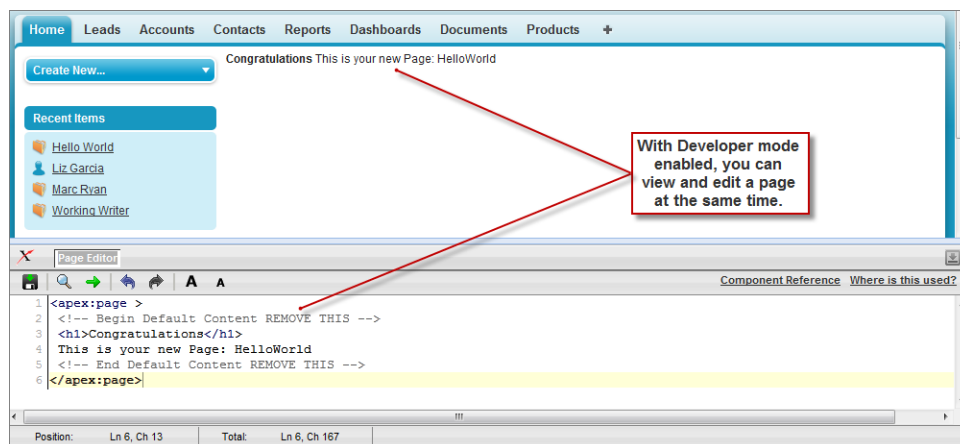 Home Leads Accounts Contacts Reports Dashboards Documents Products +
Create New...
Congratulations This is your new Page: HelloWorld
Recent Items
Hello World
Liz Garcia
Marc Ryan
Working Writer
With Developer mode
enabled, you can
view and edit a page
at the same time.
Page Editor
A A Component Reference Where is this used?
1 <apex:page >
2 <!-- Begin Default Content REMOVE THIS -->
3 <h1>Congratulations</h1>
4 This is your new Page: HelloWorld
5 <!-- End Default Content REMOVE THIS -->
6 </apex:page>
Position: Ln 6, Ch 13 Total: Ln 6, Ch 167